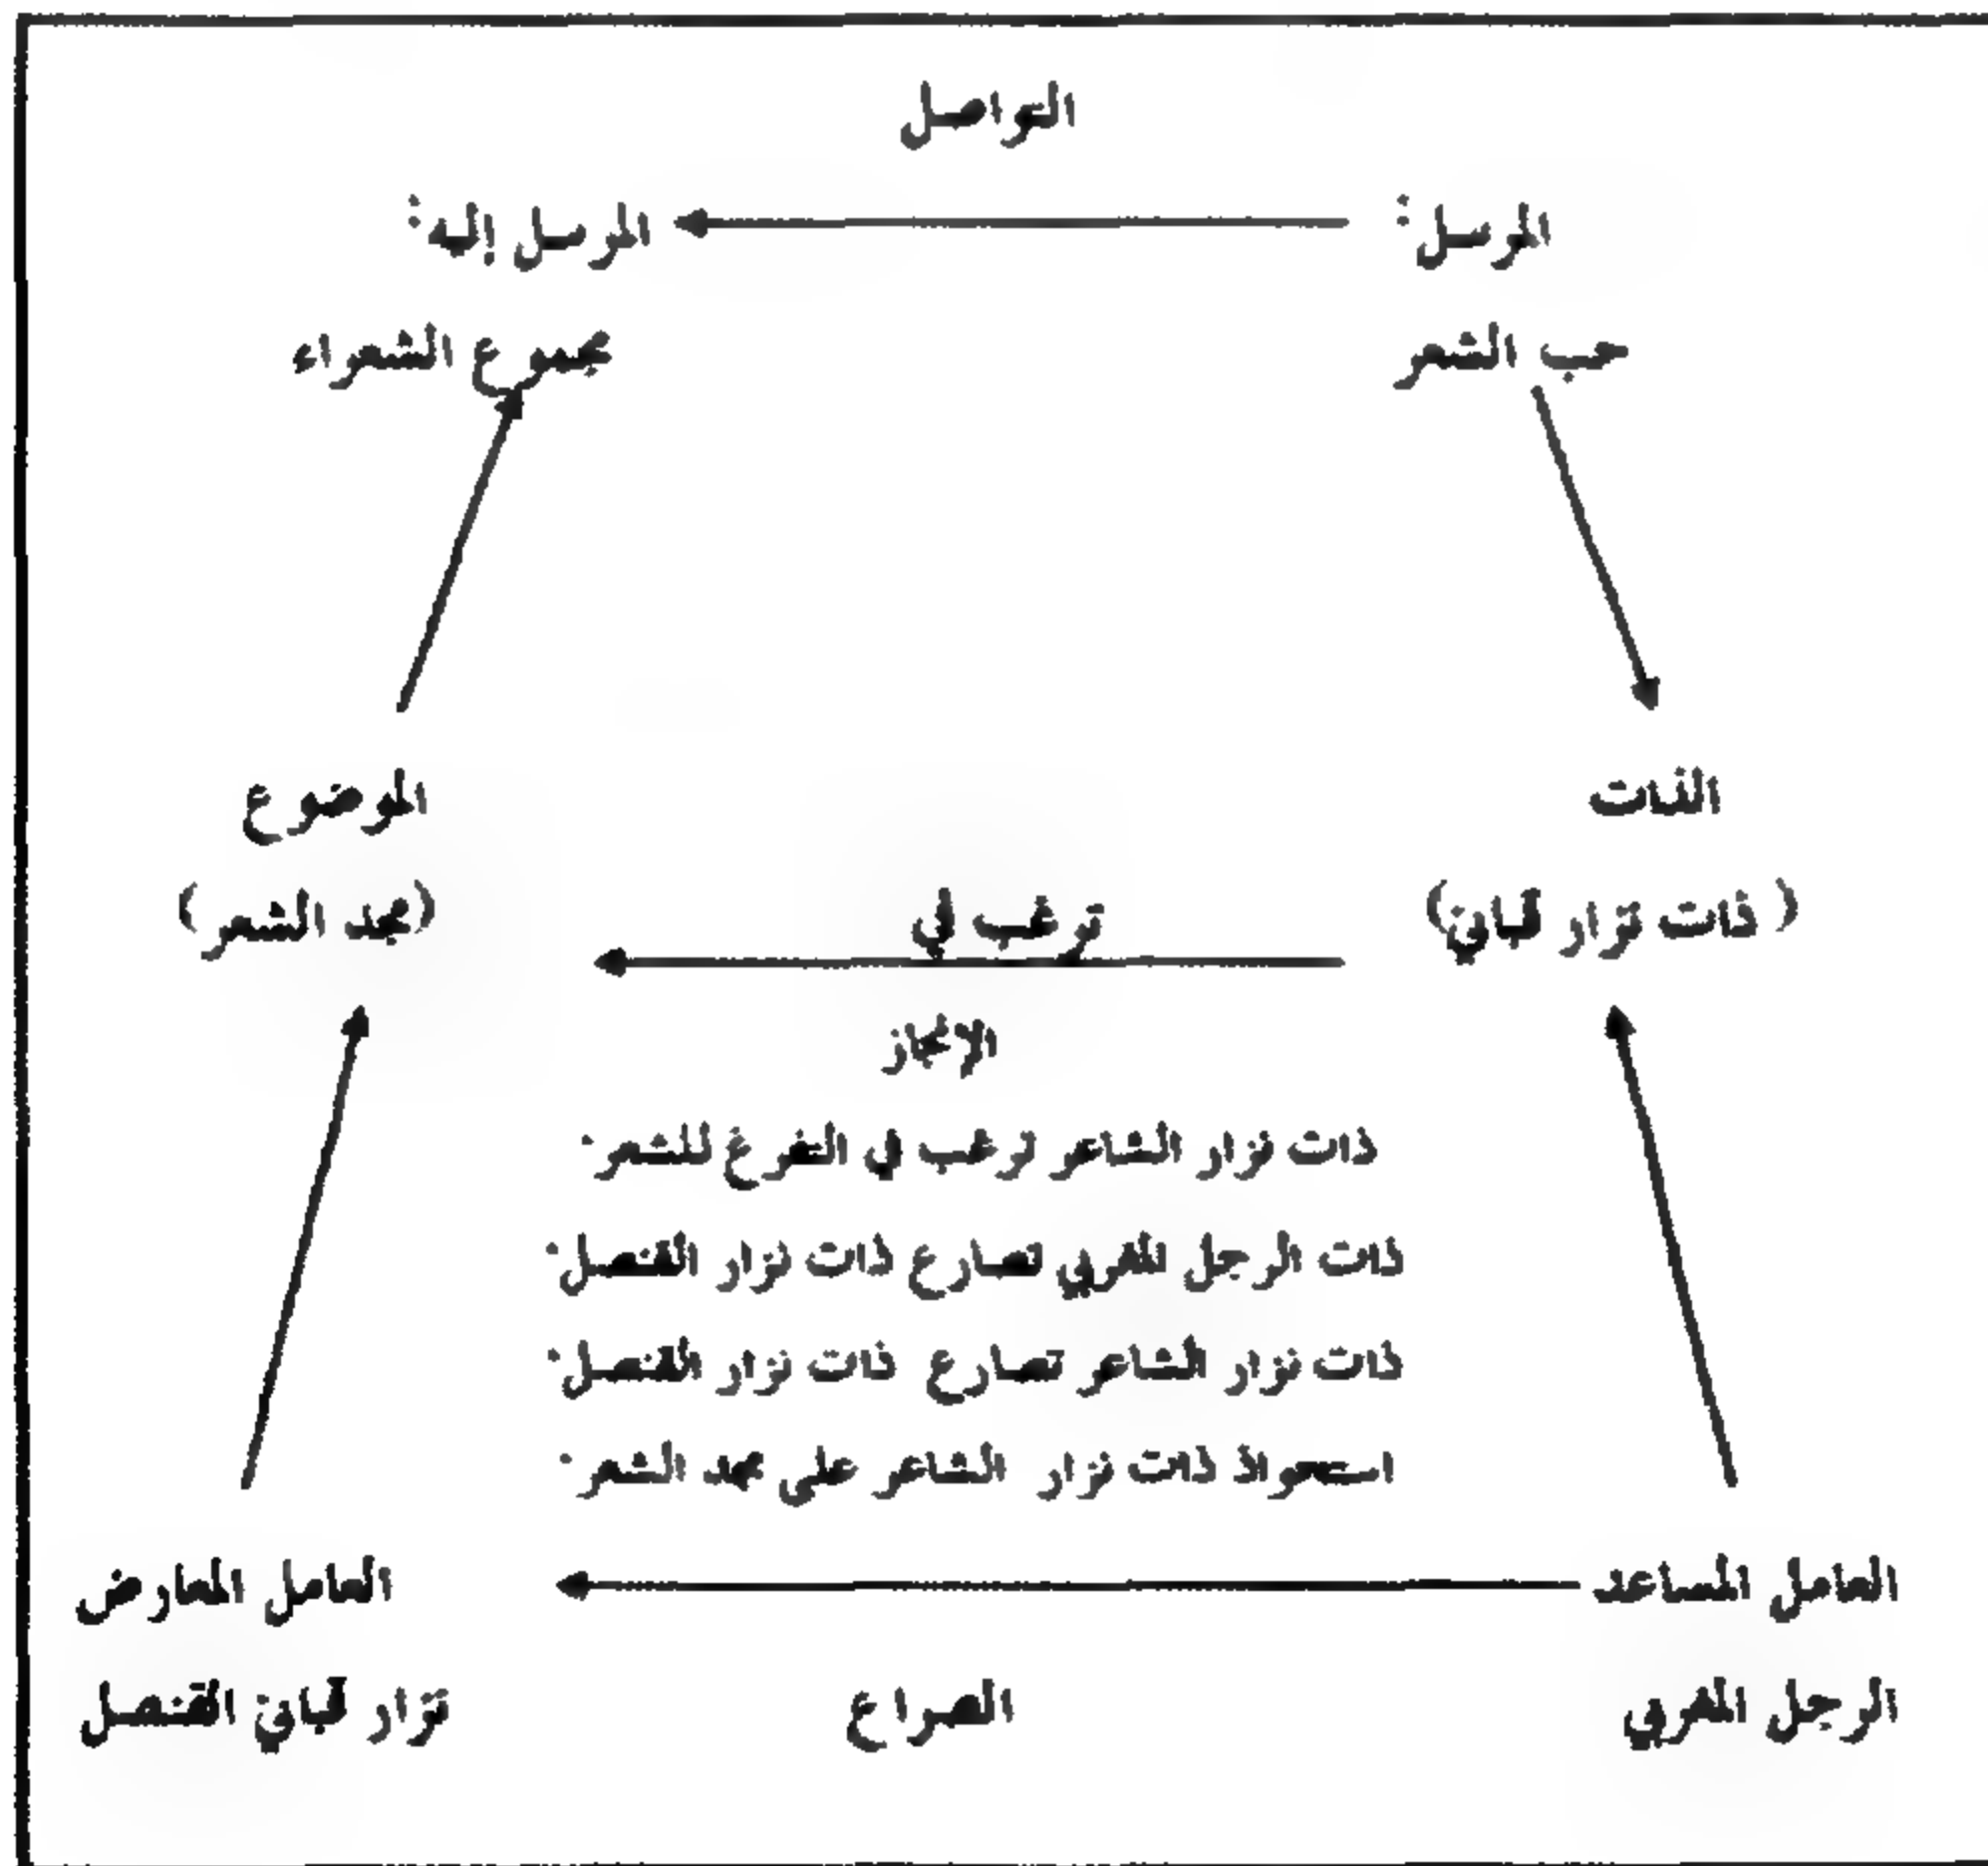 التواصل
المرسل: المرسل إليه:
حب الشعر مجموع الشعراء
الذات الموضوع
(ذات نزار قباني) ترغب في (مجد الشعر)
الانجاز
ذات نزار الشاعر ترغب في التفرغ للشعر.
ذات الرجل المغربي تصارع ذات نزار القنصل.
ذات نزار الشاعر تصارع ذات نزار القنصل.
استحواذ ذات نزار الشاعر على مجد الشعر.
العامل المساعد العامل المعارض
الرجل المغربي الصراع نزار قباني القنصل